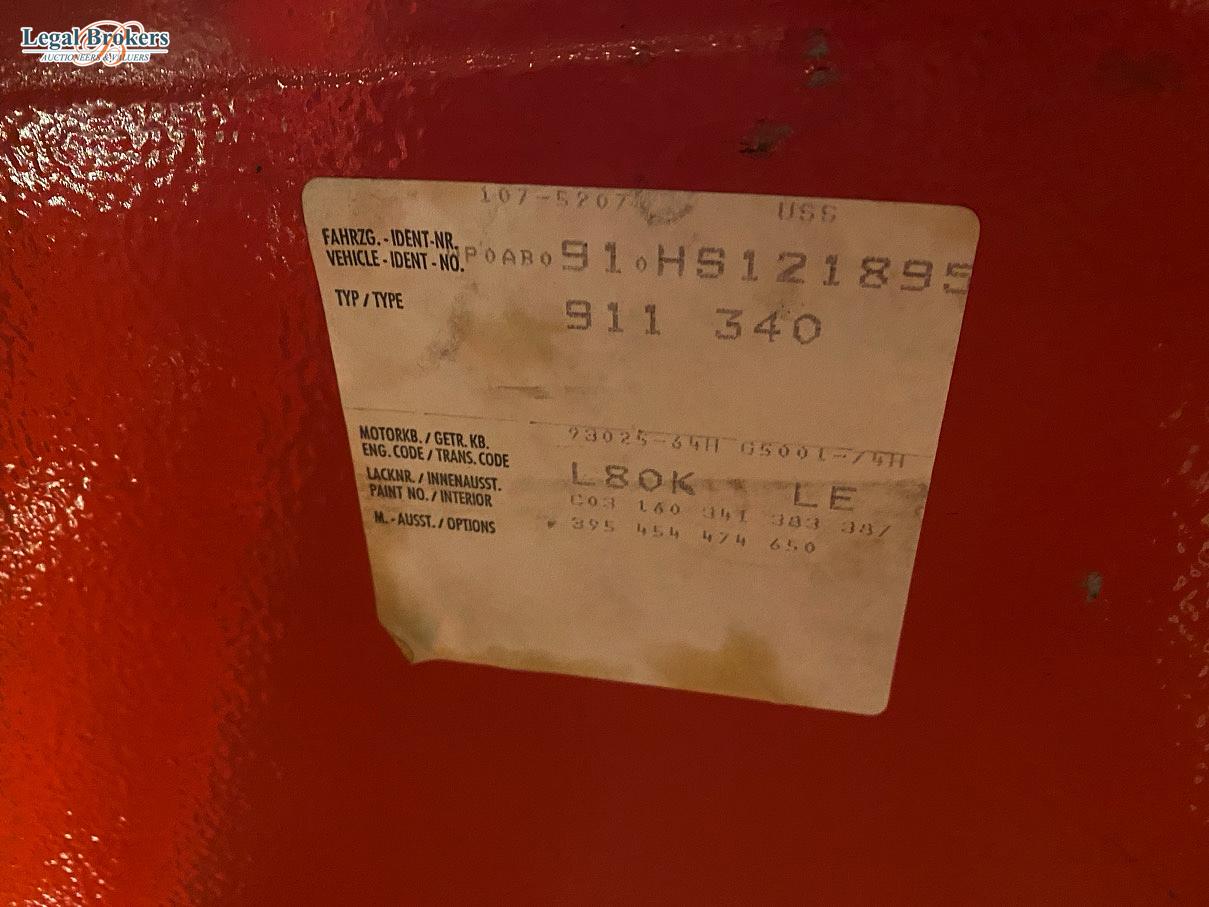 Legal Brokers
AUCTIONEERS & VALUERS
107-5207 USS
FAHRZG.-IDENT-NR.
VEHICLE-IDENT-NO. P0AB0910HS121895
TYP / TYPE 911 340
MOTORKB. / GETR. KB. 93025-64H G5001-74H
ENG. CODE / TRANS. CODE
LACKNR. / INNENAUSST. L80K LE
PAINT NO. / INTERIOR C03 160 341 383 387
M.-AUSST. / OPTIONS 395 454 474 650